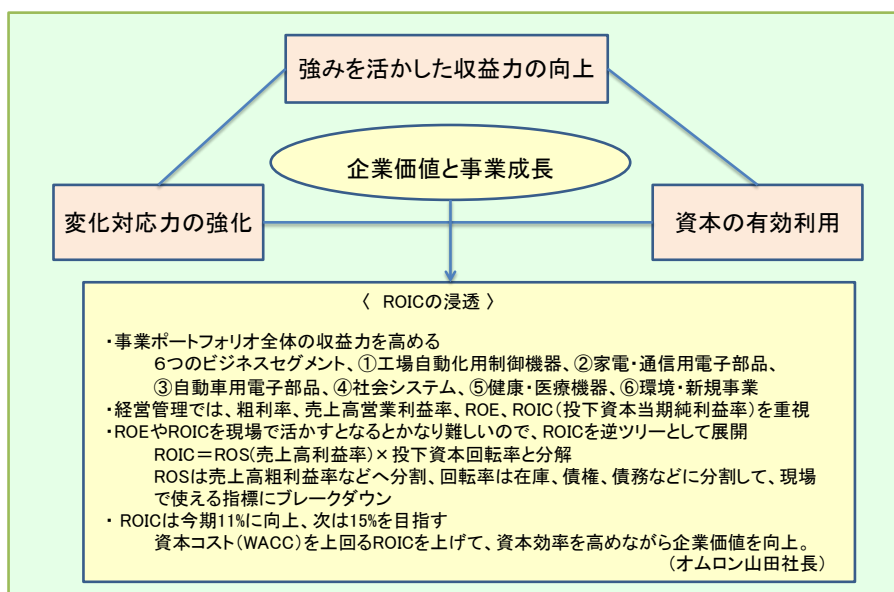 強みを活かした収益力の向上
企業価値と事業成長
変化対応力の強化
資本の有効利用
〈 ROICの浸透 〉
・事業ポートフォリオ全体の収益力を高める
6つのビジネスセグメント、①工場自動化用制御機器、②家電・通信用電子部品、
③自動車用電子部品、④社会システム、⑤健康・医療機器、⑥環境・新規事業
・経営管理では、粗利率、売上高営業利益率、ROE、ROIC(投下資本当期純利益率)を重視
・ROEやROICを現場で活かすとなるとかなり難しいので、ROICを逆ツリーとして展開
ROIC=ROS(売上高利益率)×投下資本回転率と分解
ROSは売上高粗利益率などへ分割、回転率は在庫、債権、債務などに分割して、現場
で使える指標にブレークダウン
・ ROICは今期11%に向上、次は15%を目指す
資本コスト(WACC)を上回るROICを上げて、資本効率を高めながら企業価値を向上。
(オムロン山田社長)